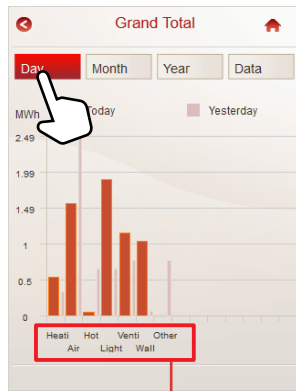 Grand Total
Day Month Year Data
MWh Today Yesterday
2.49
1.99
1.49
1
0.5
0
Heati Hot Venti Other
Air Light Wall